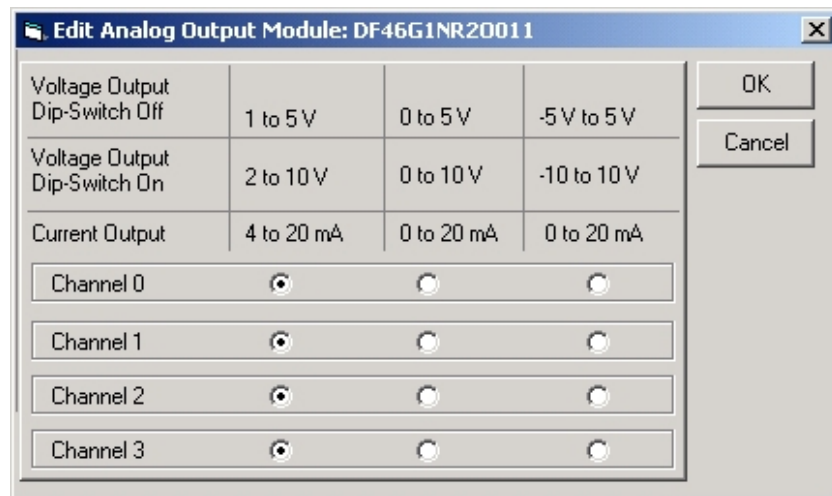 Edit Analog Output Module: DF46G1NR2O011
Voltage Output
Dip-Switch Off
1 to 5 V
0 to 5 V
-5 V to 5 V
OK
Voltage Output
Dip-Switch On
2 to 10 V
0 to 10 V
-10 to 10 V
Cancel
Current Output
4 to 20 mA
0 to 20 mA
0 to 20 mA
Channel 0
Channel 1
Channel 2
Channel 3